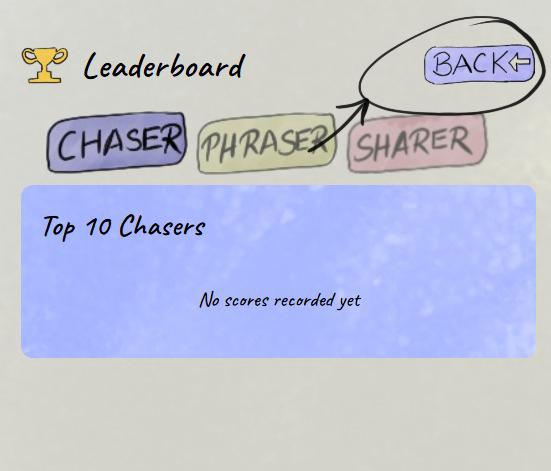 Leaderboard
BACK
CHASER PHRASER SHARER
Top 10 Chasers
No scores recorded yet